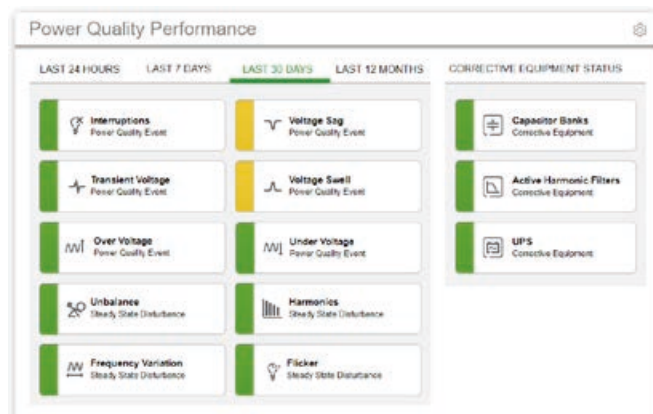 Power Quality Performance
LAST 24 HOURS LAST 7 DAYS LAST 30 DAYS LAST 12 MONTHS CORRECTIVE EQUIPMENT STATUS
Interruptions
Power Quality Event
Voltage Sag
Power Quality Event
Capacitor Banks
Corrective Equipment
Transient Voltage
Power Quality Event
Voltage Swell
Power Quality Event
Active Harmonic Filters
Corrective Equipment
Over Voltage
Power Quality Event
Under Voltage
Power Quality Event
UPS
Corrective Equipment
Unbalance
Steady State Disturbance
Harmonics
Steady State Disturbance
Frequency Variation
Steady State Disturbance
Flicker
Steady State Disturbance